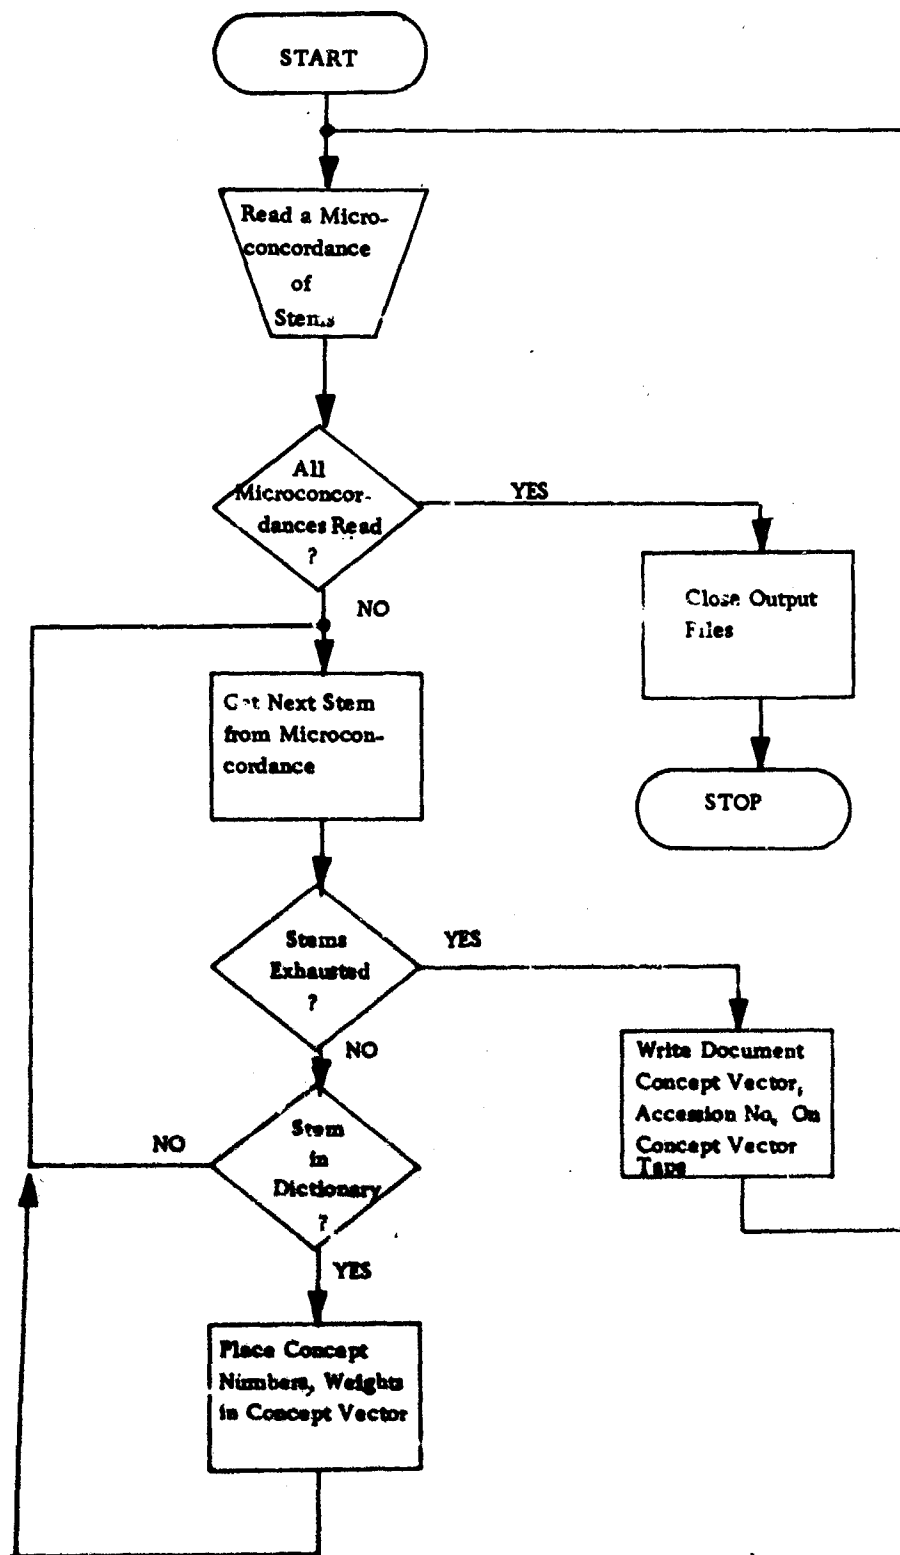 START
Read a Micro-
concordance
of
Stems
All
Microconcor-
dances Read
?
YES
NO
Close Output
Files
Get Next Stem
from Microcon-
cordance
STOP
Stems
Exhausted
?
YES
NO
Write Document
Concept Vector,
Accession No, On
Concept Vector
Tape
Stem
in
Dictionary
?
NO
YES
Place Concept
Numbers, Weights
in Concept Vector